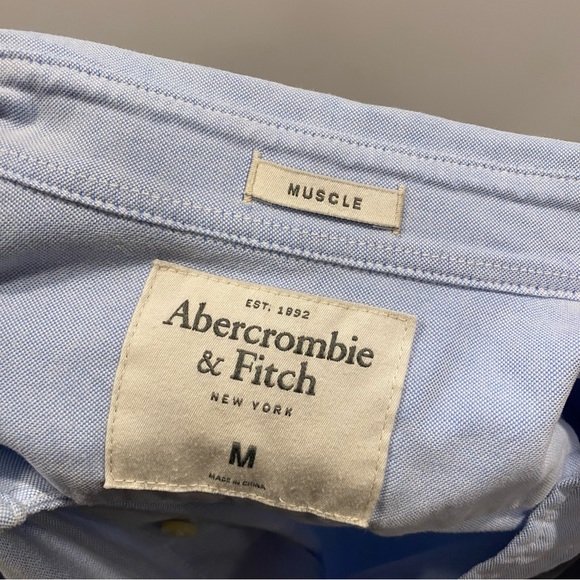 MUSCLE
EST. 1892
Abercrombie
& Fitch
NEW YORK
M
MADE IN CHINA